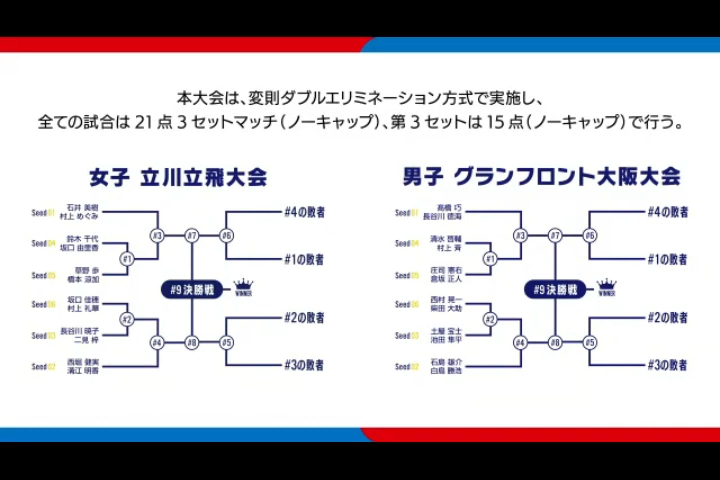 本大会は、変則ダブルエリミネーション方式で実施し、
全ての試合は21点3セットマッチ(ノーキャップ)、第3セットは15点(ノーキャップ)で行う。
女子 立川立飛大会
Seed01
石井 美樹
村上 めぐみ
Seed04
鈴木 千代
坂口 由里香
Seed05
草野 歩
橋本 涼加
Seed06
坂口 佳穂
村上 礼華
Seed03
長谷川 暁子
二見 梓
Seed02
西堀 健実
溝江 明香
#1
#2
#3
#4
#7
#8
#6
#5
#9 決勝戦
WINNER
#4の敗者
#1の敗者
#2の敗者
#3の敗者
男子 グランフロント大阪大会
Seed01
髙橋 巧
長谷川 徳海
Seed04
清水 啓輔
村上 斉
Seed05
庄司 憲右
倉坂 正人
Seed06
西村 晃一
柴田 大助
Seed03
土屋 宝士
池田 隼平
Seed02
石島 雄介
白鳥 勝浩
#1
#2
#3
#4
#7
#8
#6
#5
#9 決勝戦
WINNER
#4の敗者
#1の敗者
#2の敗者
#3の敗者